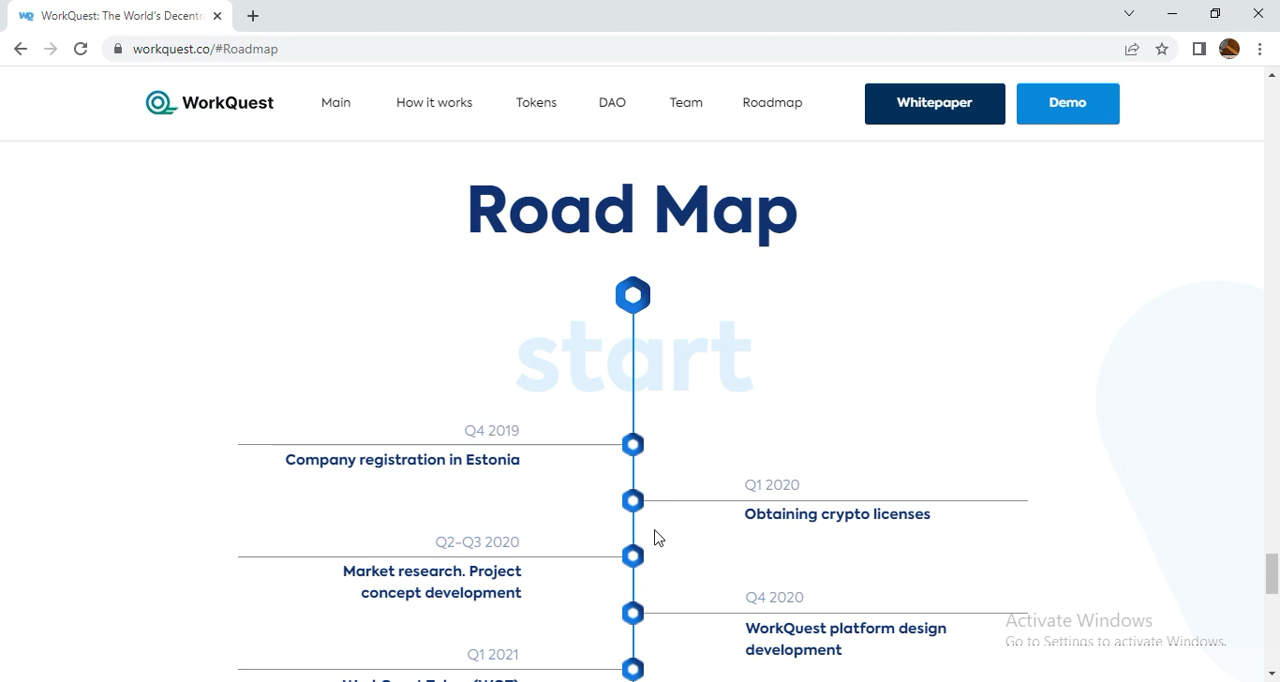 WorkQuest: The World's Decentr
workquest.co/#Roadmap
WorkQuest Main How it works Tokens DAO Team Roadmap Whitepaper Demo
Road Map
start
Q4 2019
Company registration in Estonia
Q1 2020
Obtaining crypto licenses
Q2-Q3 2020
Market research. Project
concept development
Q4 2020
WorkQuest platform design
development
Activate Windows
Go to Settings to activate Windows.
Q1 2021